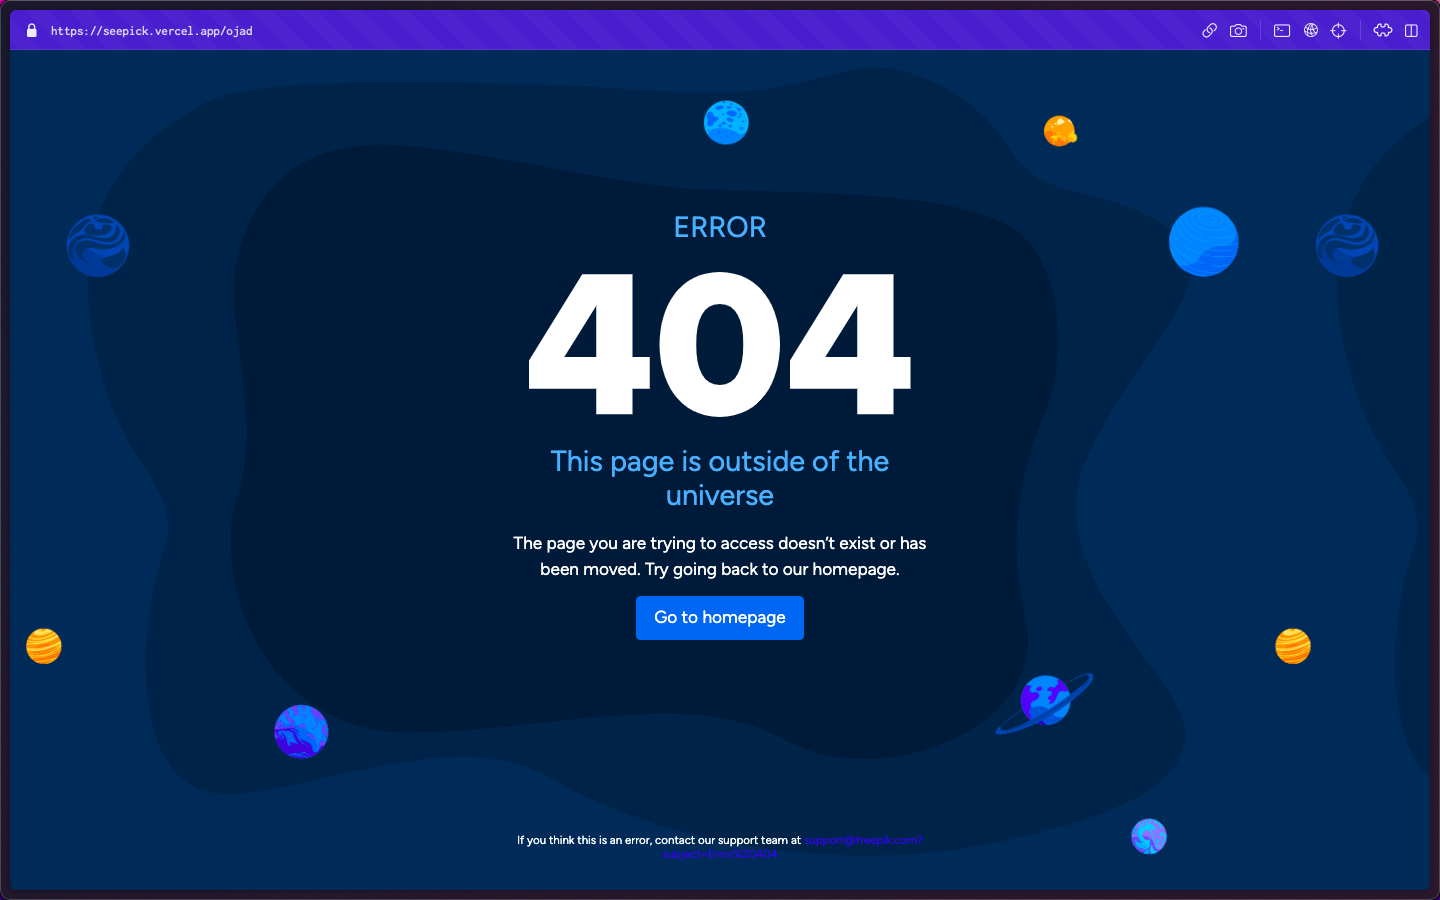 https://seepick.vercel.app/ojad
ERROR
404
This page is outside of the
universe
The page you are trying to access doesn’t exist or has
been moved. Try going back to our homepage.
Go to homepage
If you think this is an error, contact our support team at support@freepik.com?
subject=Error%20404